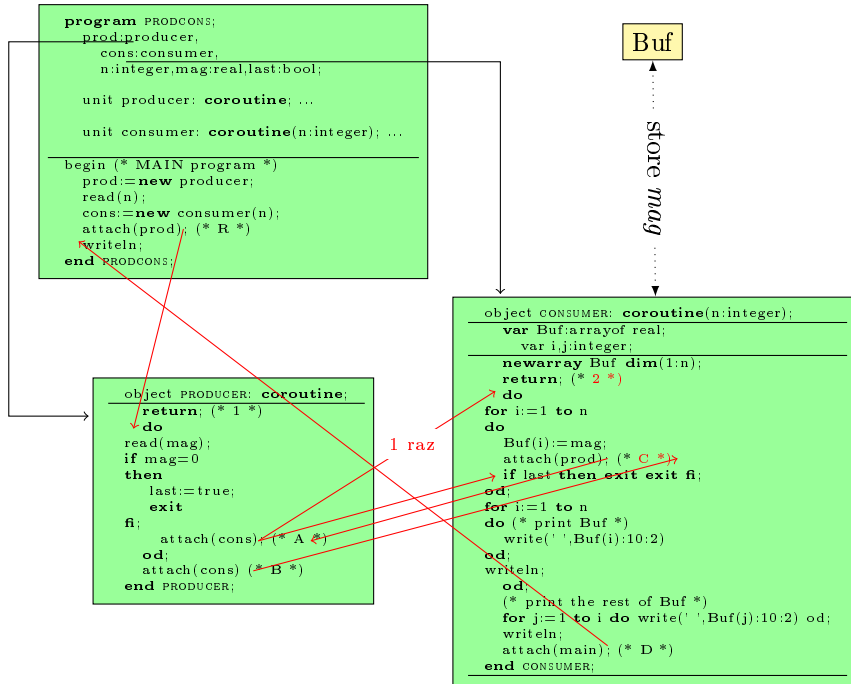 program PRODCONS;
prod:producer,
cons:consumer,
n:integer,mag:real,last:bool;
unit producer: coroutine; ...
unit consumer: coroutine(n:integer); ...
begin (* MAIN program *)
prod:=new producer;
read(n);
cons:=new consumer(n);
attach(prod); (* R *)
writeln;
end PRODCONS;
Buf
store mag
object PRODUCER: coroutine;
return; (* 1 *)
do
read(mag);
if mag=0
then
last:=true;
exit
fi;
attach(cons); (* A *)
od;
attach(cons) (* B *)
end PRODUCER;
1 raz
object CONSUMER: coroutine(n:integer);
var Buf:arrayof real;
var i,j:integer;
newarray Buf dim(1:n);
return; (* 2 *)
do
for i:=1 to n
do
Buf(i):=mag;
attach(prod); (* C *)
if last then exit exit fi;
od;
for i:=1 to n
do (* print Buf *)
write(' ',Buf(i):10:2)
od;
writeln;
od;
(* print the rest of Buf *)
for j:=1 to i do write(' ',Buf(j):10:2) od;
writeln;
attach(main); (* D *)
end CONSUMER;